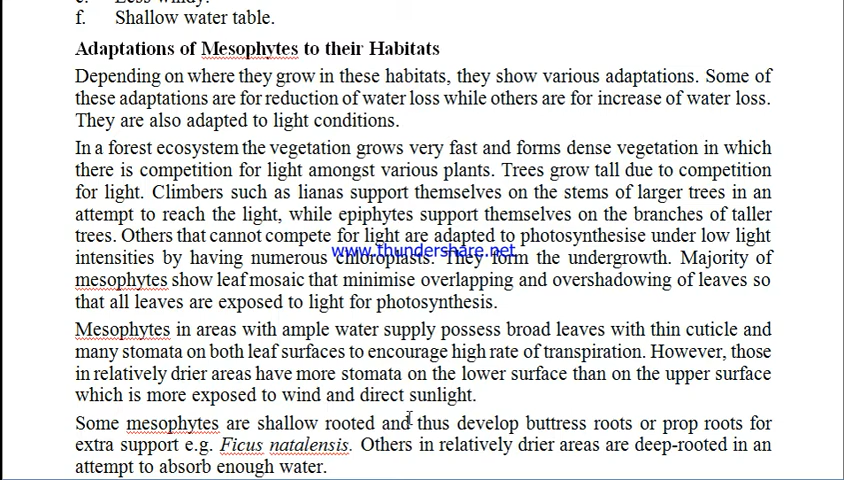 e. Less windy.
f. Shallow water table.
Adaptations of Mesophytes to their Habitats
Depending on where they grow in these habitats, they show various adaptations. Some of
these adaptations are for reduction of water loss while others are for increase of water loss.
They are also adapted to light conditions.
In a forest ecosystem the vegetation grows very fast and forms dense vegetation in which
there is competition for light amongst various plants. Trees grow tall due to competition
for light. Climbers such as lianas support themselves on the stems of larger trees in an
attempt to reach the light, while epiphytes support themselves on the branches of taller
trees. Others that cannot compete for light are adapted to photosynthesise under low light
www.thundershare.net
intensities by having numerous chloroplasts. They form the undergrowth. Majority of
mesophytes show leaf mosaic that minimise overlapping and overshadowing of leaves so
that all leaves are exposed to light for photosynthesis.
Mesophytes in areas with ample water supply possess broad leaves with thin cuticle and
many stomata on both leaf surfaces to encourage high rate of transpiration. However, those
in relatively drier areas have more stomata on the lower surface than on the upper surface
which is more exposed to wind and direct sunlight.
Some mesophytes are shallow rooted and thus develop buttress roots or prop roots for
extra support e.g. Ficus natalensis. Others in relatively drier areas are deep-rooted in an
attempt to absorb enough water.